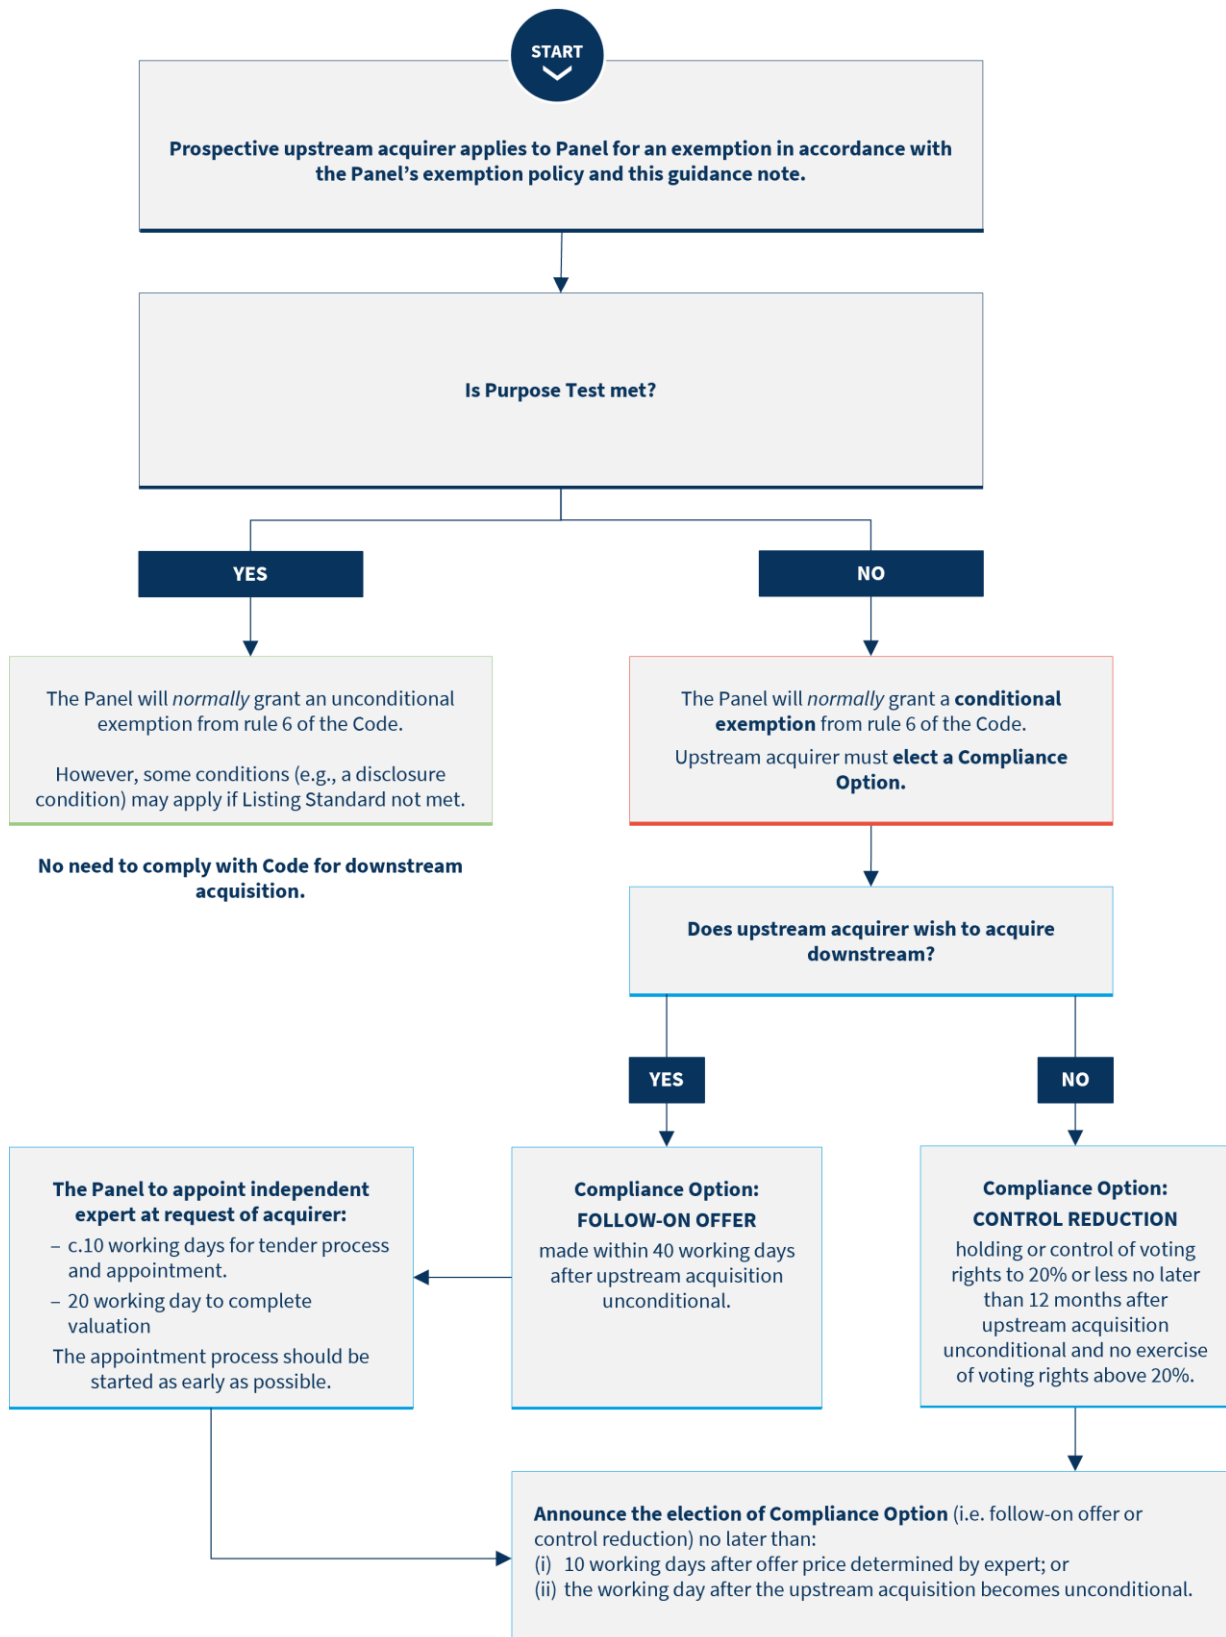 START
Prospective upstream acquirer applies to Panel for an exemption in accordance with
the Panel's exemption policy and this guidance note.
Is Purpose Test met?
YES
NO
The Panel will normally grant an unconditional
exemption from rule 6 of the Code.
However, some conditions (e.g., a disclosure
condition) may apply if Listing Standard not met.
No need to comply with Code for downstream
acquisition.
The Panel will normally grant a conditional
exemption from rule 6 of the Code.
Upstream acquirer must elect a Compliance
Option.
Does upstream acquirer wish to acquire
downstream?
YES
NO
The Panel to appoint independent
expert at request of acquirer:
– c.10 working days for tender process
and appointment.
– 20 working day to complete
valuation
The appointment process should be
started as early as possible.
Compliance Option:
FOLLOW-ON OFFER
made within 40 working days
after upstream acquisition
unconditional.
Compliance Option:
CONTROL REDUCTION
holding or control of voting
rights to 20% or less no later
than 12 months after
upstream acquisition
unconditional and no exercise
of voting rights above 20%.
Announce the election of Compliance Option (i.e. follow-on offer or
control reduction) no later than:
(i) 10 working days after offer price determined by expert; or
(ii) the working day after the upstream acquisition becomes unconditional.